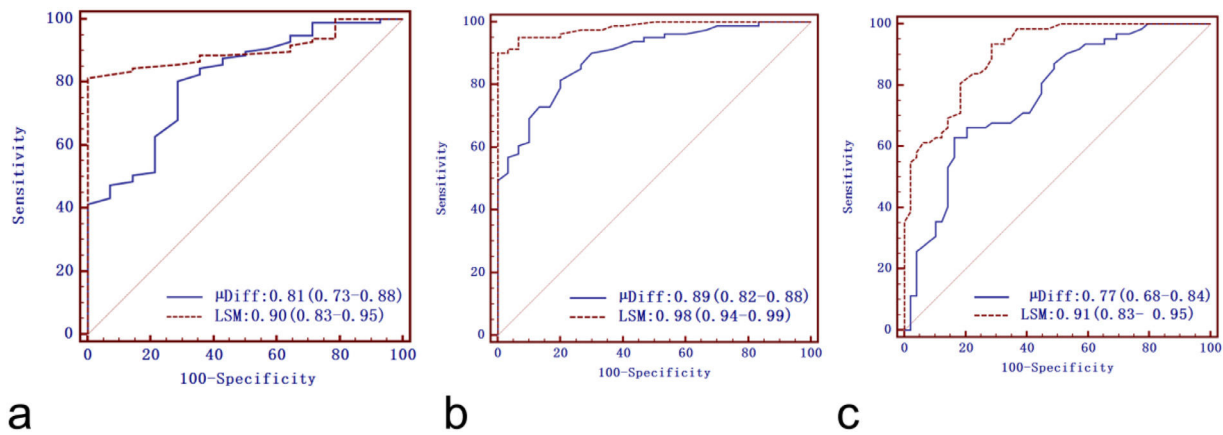 100
80
60
40
20
0
Sensitivity
μDiff:0.81(0.73-0.88)
LSM:0.90(0.83-0.95)
0 20 40 60 80 100
100-Specificity
a
100
80
60
40
20
0
Sensitivity
μDiff:0.89(0.82-0.88)
LSM:0.98(0.94-0.99)
0 20 40 60 80 100
100-Specificity
b
100
80
60
40
20
0
Sensitivity
μDiff:0.77(0.68-0.84)
LSM:0.91(0.83- 0.95)
0 20 40 60 80 100
100-Specificity
c